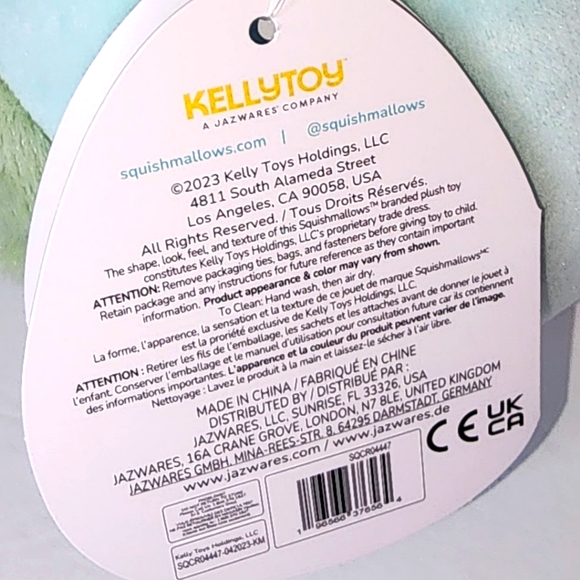 KELLYTOY
A JAZWARES COMPANY
squishmallows.com | @squishmallows
©2023 Kelly Toys Holdings, LLC
4811 South Alameda Street
Los Angeles, CA 90058, USA
All Rights Reserved. / Tous Droits Réservés.
The shape, look, feel, and texture of this Squishmallows™ branded plush toy
constitutes Kelly Toys Holdings, LLC's proprietary trade dress.
ATTENTION: Remove packaging ties, bags, and fasteners before giving toy to child.
Retain package and any instructions for future reference as they contain important
information. Product appearance & color may vary from shown.
To Clean: Hand wash, then air dry.
La forme, l'apparence, la sensation et la texture de ce jouet de marque Squishmallowsᴹᶜ
est la proriété exclusive de Kelly Toys Holdings, LLC.
ATTENTION : Retirer les fils de l'emballage, les sachets et les attaches avant de donner le jouet à
l'enfant. Conserver l'emballage et le manuel d'utilisation pour consultation future car ils contiennent
des informations importantes. L'apparence et la couleur du produit peuvent varier de l'image.
Nettoyage : Lavez le produit à la main et laissez-le sécher à l'air libre.
MADE IN CHINA / FABRIQUÉ EN CHINE
DISTRIBUTED BY / DISTRIBUÉ PAR :
JAZWARES, LLC. SUNRISE, FL 33326, USA
JAZWARES, 16A CRANE GROVE, LONDON, N7 8LE, UNITED KINGDOM
JAZWARES GMBH, MINA-REES-STR. 8, 64295 DARMSTADT, GERMANY
www.jazwares.com / www.jazwares.de
CE UK
CA
SQCR04447
1 96566 37656 4
Kelly Toys Holdings, LLC
SQCR04447-042023-KM